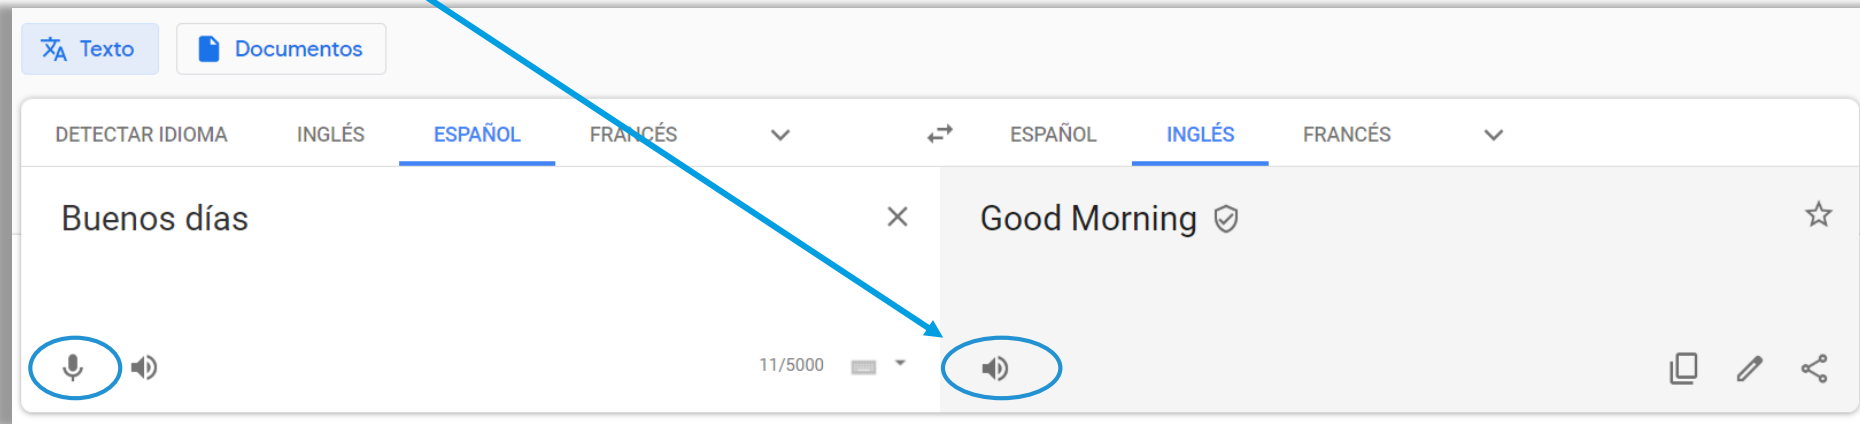 Texto Documentos
DETECTAR IDIOMA INGLÉS ESPAÑOL FRANCÉS ESPAÑOL INGLÉS FRANCÉS
Buenos días Good Morning
11/5000